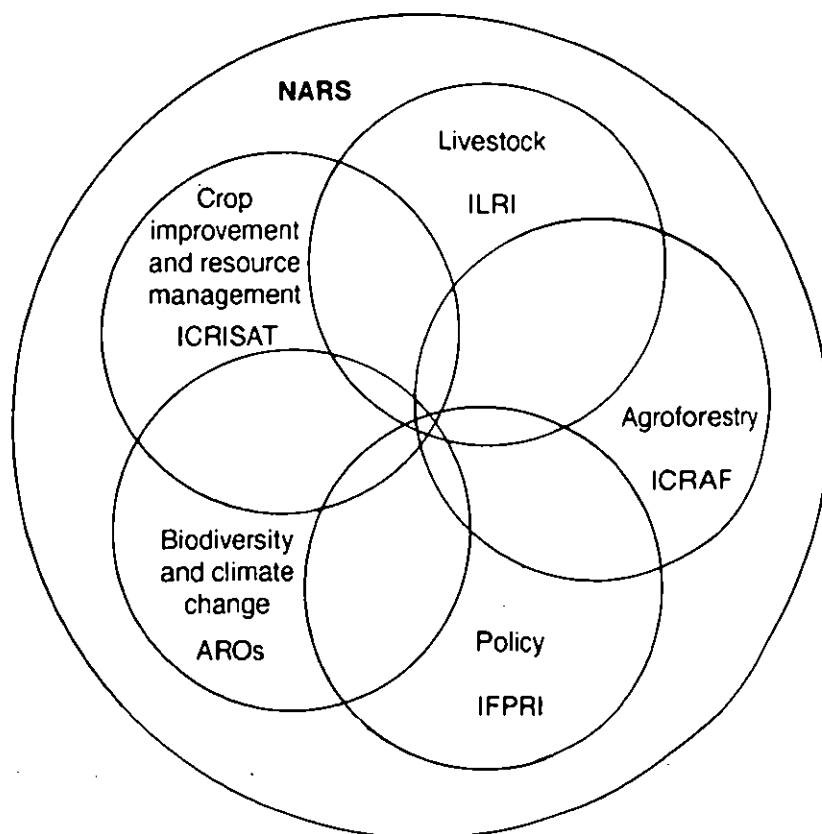 NARS
Livestock
ILRI
Crop
improvement
and resource
management
ICRISAT
Agroforestry
ICRAF
Biodiversity
and climate
change
AROs
Policy
IFPRI